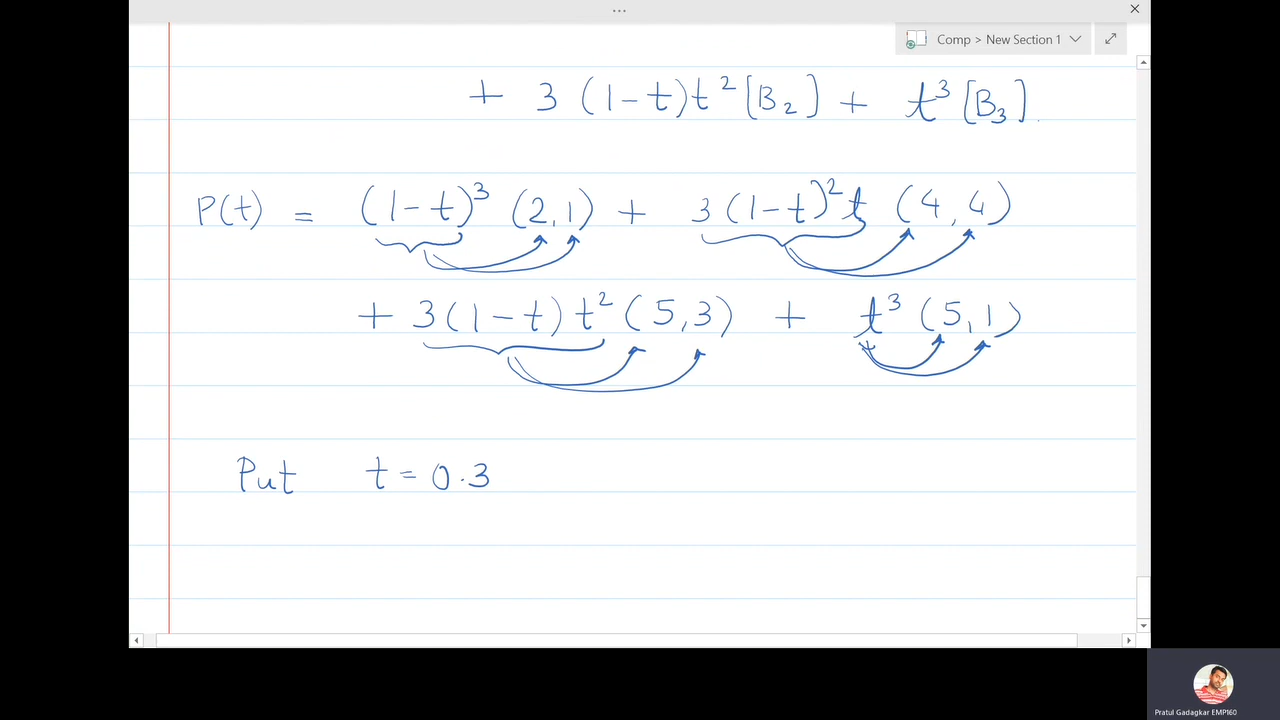 ...
Comp > New Section 1
+ 3 (1-t)t² [B₂] + t³ [B₃].
P(t) = (1-t)³ (2,1) + 3(1-t)²t (4,4)
+ 3(1-t) t² (5,3) + t³ (5,1)
Put t = 0.3
Pratul Gadagkar EMP160